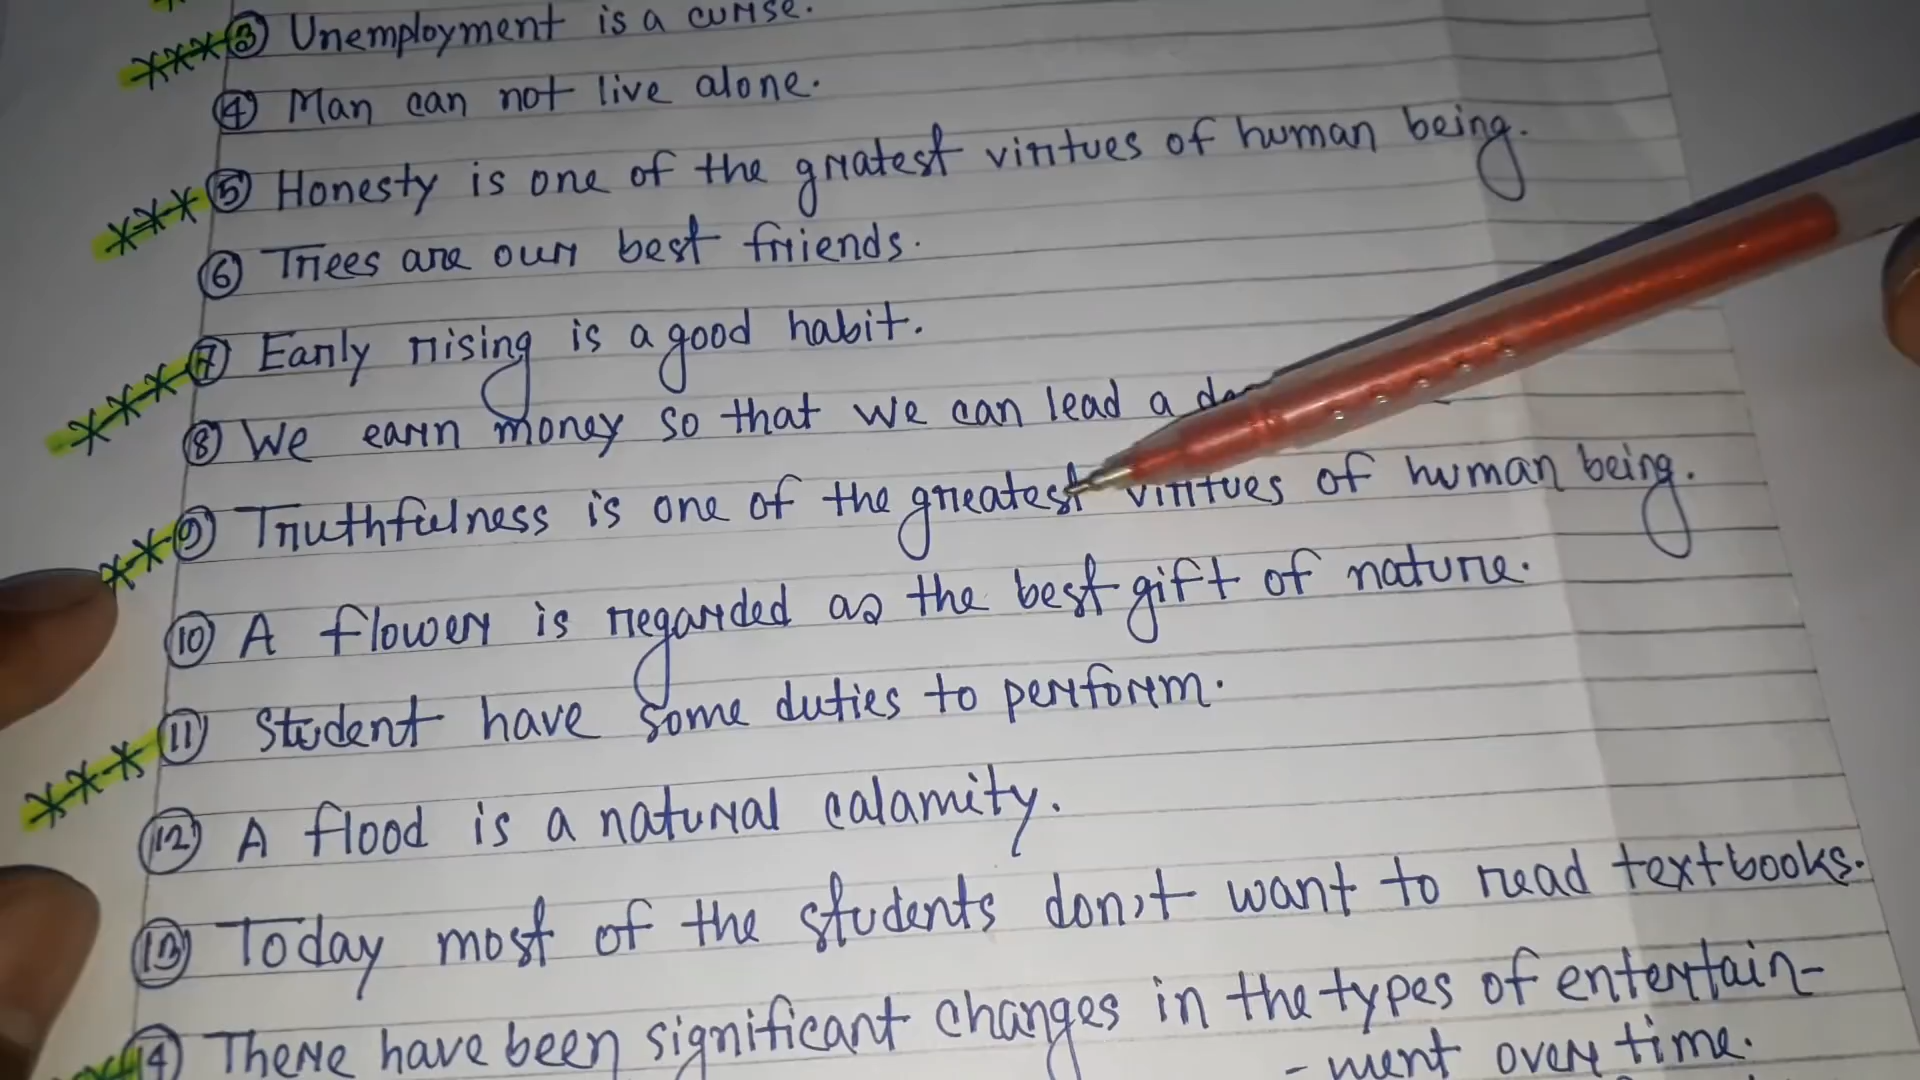 *** ③ Unemployment is a curse.
④ Man can not live alone.
*** ⑤ Honesty is one of the gratest virtues of human being.
⑥ Trees are our best friends.
*** ⑦ Early rising is a good habit.
⑧ We earn money so that we can lead a
** ⑨ Truthfulness is one of the greatest virtues of human being.
⑩ A flower is regarded as the best gift of nature.
*** ⑪ Student have some duties to perform.
⑫ A flood is a natural calamity.
⑬ Today most of the students don't want to read textbooks.
⑭ There have been significant changes in the types of entertain-
-ment over time.